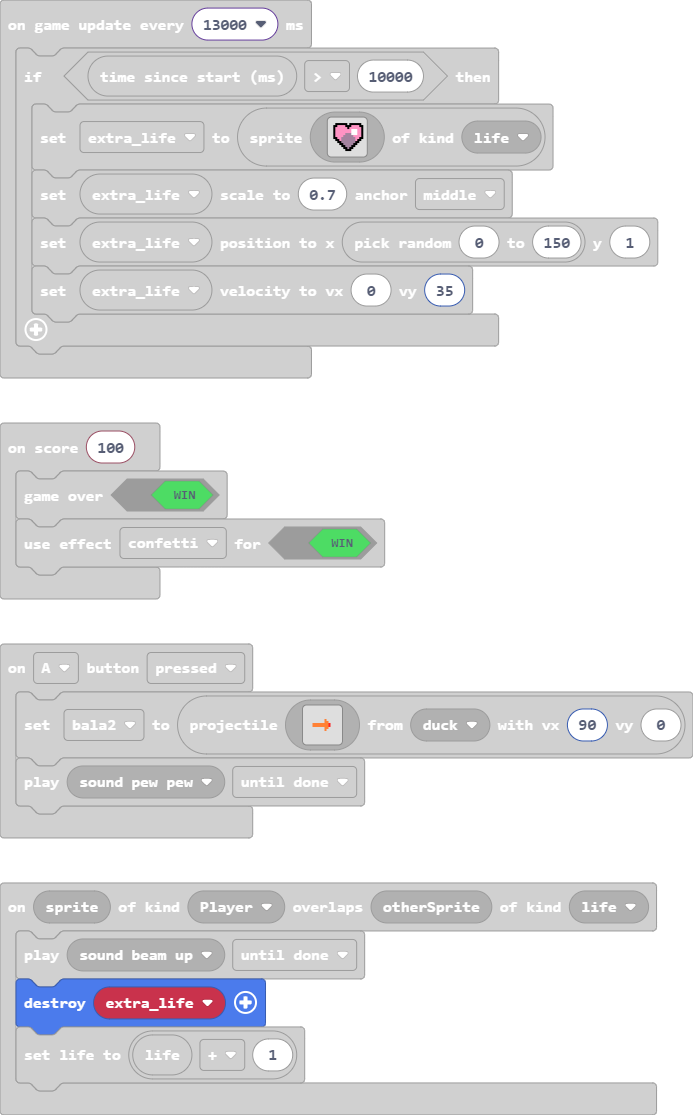 on game update every 13000 ms
if time since start (ms) > 10000 then
set extra_life to sprite of kind life
set extra_life scale to 0.7 anchor middle
set extra_life position to x pick random 0 to 150 y 1
set extra_life velocity to vx 0 vy 35
on score 100
game over WIN
use effect confetti for WIN
on A button pressed
set bala2 to projectile from duck with vx 90 vy 0
play sound pew pew until done
on sprite of kind Player overlaps otherSprite of kind life
play sound beam up until done
destroy extra_life
set life to life + 1